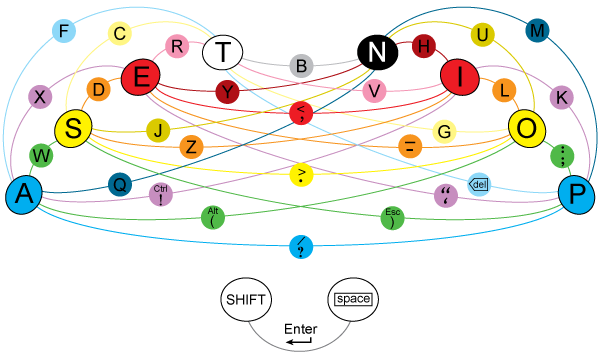 F C R T B N H U M
E Y V I
X D < , L K
S J Z – = G O
W > . : ;
A Q Ctrl ! “ ‘ del P
Alt ( Esc )
/ ?
SHIFT space
Enter